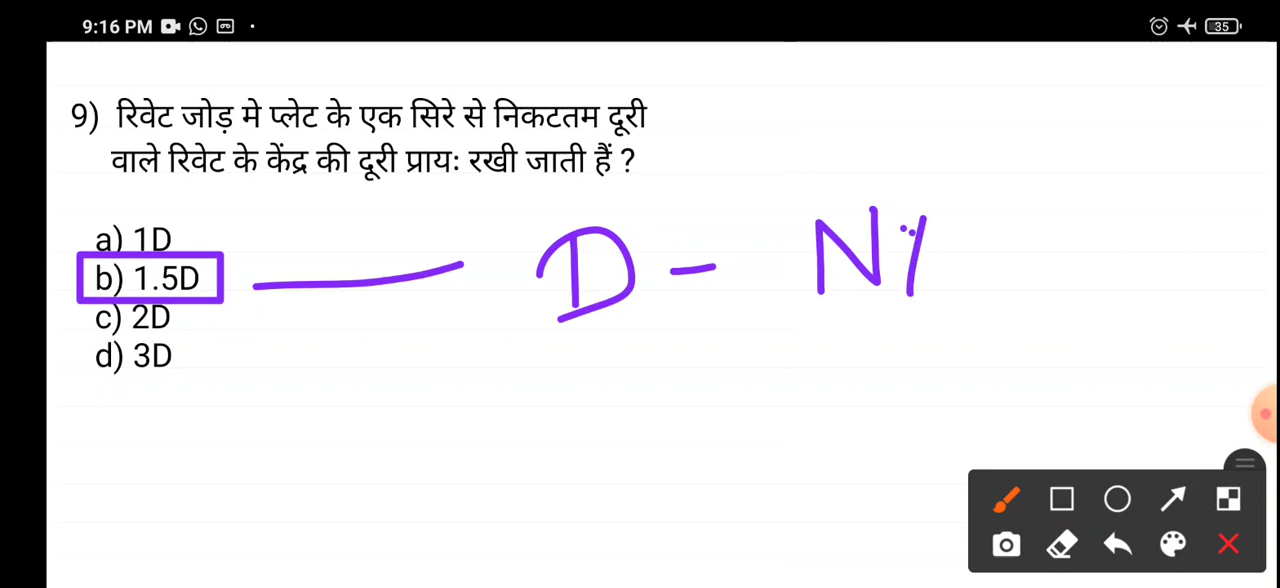 9:16 PM
35
9) रिवेट जोड़ मे प्लेट के एक सिरे से निकटतम दूरी
वाले रिवेट के केंद्र की दूरी प्रायः रखी जाती हैं ?
a) 1D
b) 1.5D
D - N
c) 2D
d) 3D